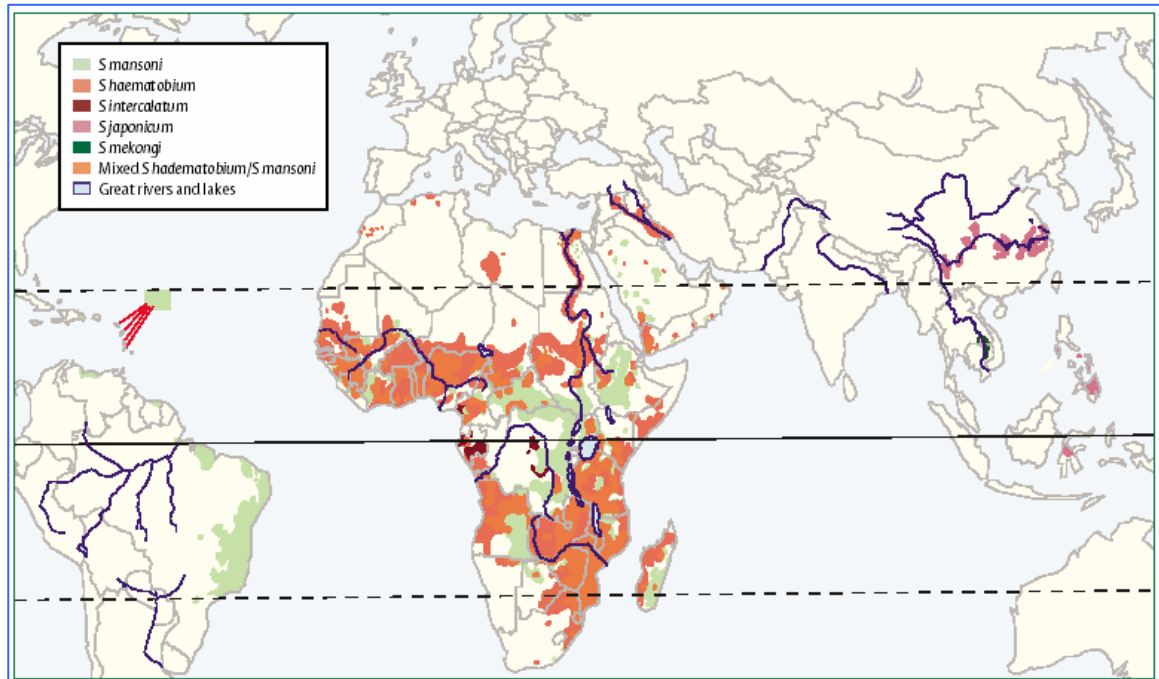 S mansoni
S haematobium
S intercalatum
S japonicum
S mekongi
Mixed S hadematobium/S mansoni
Great rivers and lakes